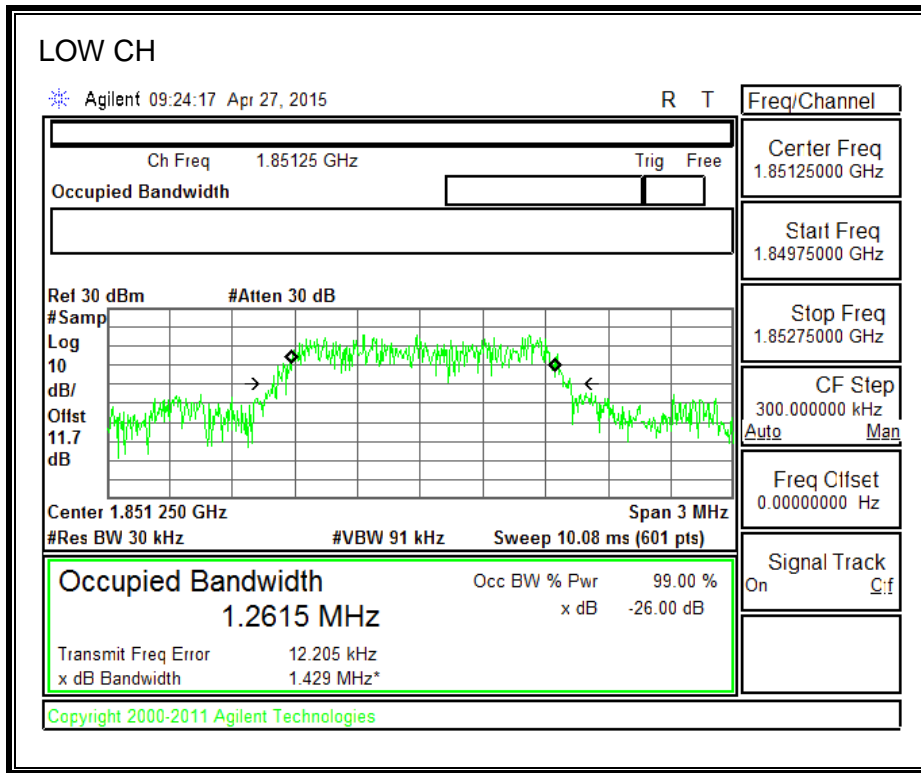 LOW CH
Agilent 09:24:17 Apr 27, 2015 R T
Freq/Channel
Ch Freq 1.85125 GHz Trig Free
Occupied Bandwidth
Center Freq
1.85125000 GHz
Start Freq
1.84975000 GHz
Stop Freq
1.85275000 GHz
CF Step
300.000000 kHz
Auto Man
Freq Offset
0.00000000 Hz
Signal Track
On Off
Ref 30 dBm #Atten 30 dB
#Samp
Log
10
dB/
Offst
11.7
dB
Center 1.851 250 GHz Span 3 MHz
#Res BW 30 kHz #VBW 91 kHz Sweep 10.08 ms (601 pts)
Occupied Bandwidth Occ BW % Pwr 99.00 %
1.2615 MHz x dB -26.00 dB
Transmit Freq Error 12.205 kHz
x dB Bandwidth 1.429 MHz*
Copyright 2000-2011 Agilent Technologies